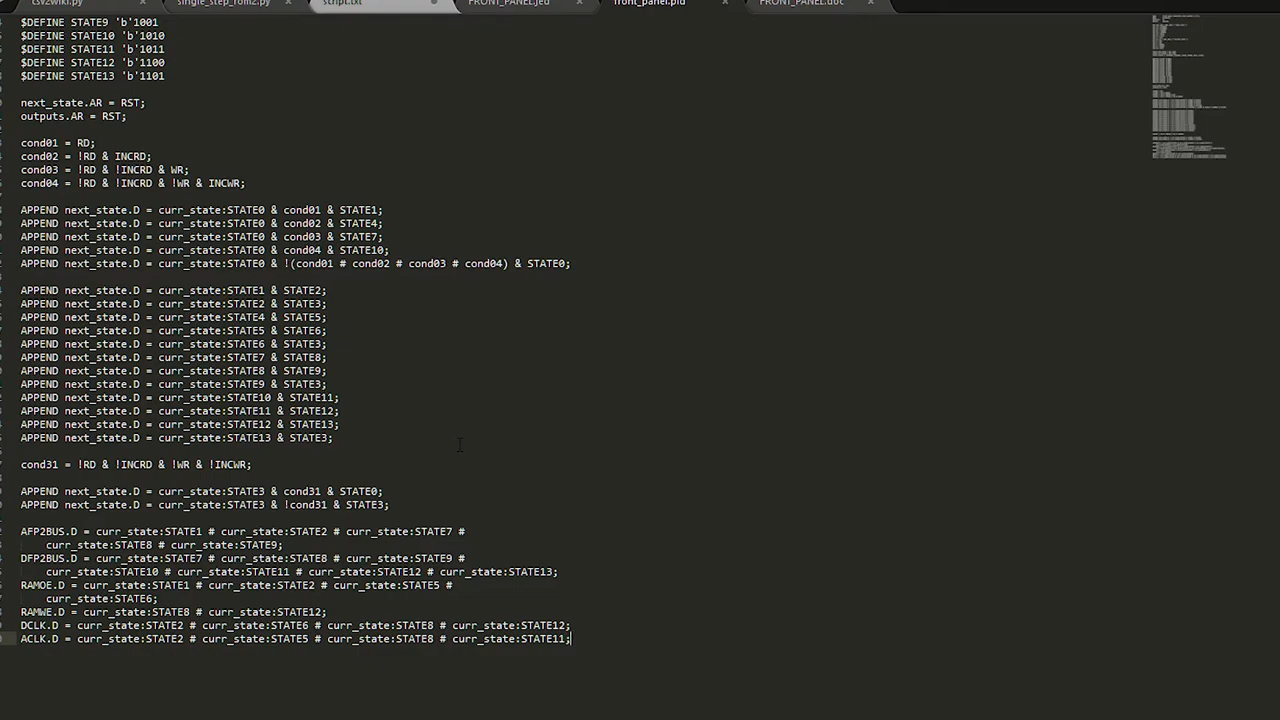 csv2wiki.py single_step_rom2.py script.txt FRONT_PANEL.jed front_panel.pld FRONT_PANEL.doc
$DEFINE STATE9 'b'1001
$DEFINE STATE10 'b'1010
$DEFINE STATE11 'b'1011
$DEFINE STATE12 'b'1100
$DEFINE STATE13 'b'1101
next_state.AR = RST;
outputs.AR = RST;
cond01 = RD;
cond02 = !RD & INCRD;
cond03 = !RD & !INCRD & WR;
cond04 = !RD & !INCRD & !WR & INCWR;
APPEND next_state.D = curr_state:STATE0 & cond01 & STATE1;
APPEND next_state.D = curr_state:STATE0 & cond02 & STATE4;
APPEND next_state.D = curr_state:STATE0 & cond03 & STATE7;
APPEND next_state.D = curr_state:STATE0 & cond04 & STATE10;
APPEND next_state.D = curr_state:STATE0 & !(cond01 # cond02 # cond03 # cond04) & STATE0;
APPEND next_state.D = curr_state:STATE1 & STATE2;
APPEND next_state.D = curr_state:STATE2 & STATE3;
APPEND next_state.D = curr_state:STATE4 & STATE5;
APPEND next_state.D = curr_state:STATE5 & STATE6;
APPEND next_state.D = curr_state:STATE6 & STATE3;
APPEND next_state.D = curr_state:STATE7 & STATE8;
APPEND next_state.D = curr_state:STATE8 & STATE9;
APPEND next_state.D = curr_state:STATE9 & STATE3;
APPEND next_state.D = curr_state:STATE10 & STATE11;
APPEND next_state.D = curr_state:STATE11 & STATE12;
APPEND next_state.D = curr_state:STATE12 & STATE13;
APPEND next_state.D = curr_state:STATE13 & STATE3;
cond31 = !RD & !INCRD & !WR & !INCWR;
APPEND next_state.D = curr_state:STATE3 & cond31 & STATE0;
APPEND next_state.D = curr_state:STATE3 & !cond31 & STATE3;
AFP2BUS.D = curr_state:STATE1 # curr_state:STATE2 # curr_state:STATE7 #
curr_state:STATE8 # curr_state:STATE9;
DFP2BUS.D = curr_state:STATE7 # curr_state:STATE8 # curr_state:STATE9 #
curr_state:STATE10 # curr_state:STATE11 # curr_state:STATE12 # curr_state:STATE13;
RAMOE.D = curr_state:STATE1 # curr_state:STATE2 # curr_state:STATE5 #
curr_state:STATE6;
RAMWE.D = curr_state:STATE8 # curr_state:STATE12;
DCLK.D = curr_state:STATE2 # curr_state:STATE6 # curr_state:STATE8 # curr_state:STATE12;
ACLK.D = curr_state:STATE2 # curr_state:STATE5 # curr_state:STATE8 # curr_state:STATE11;